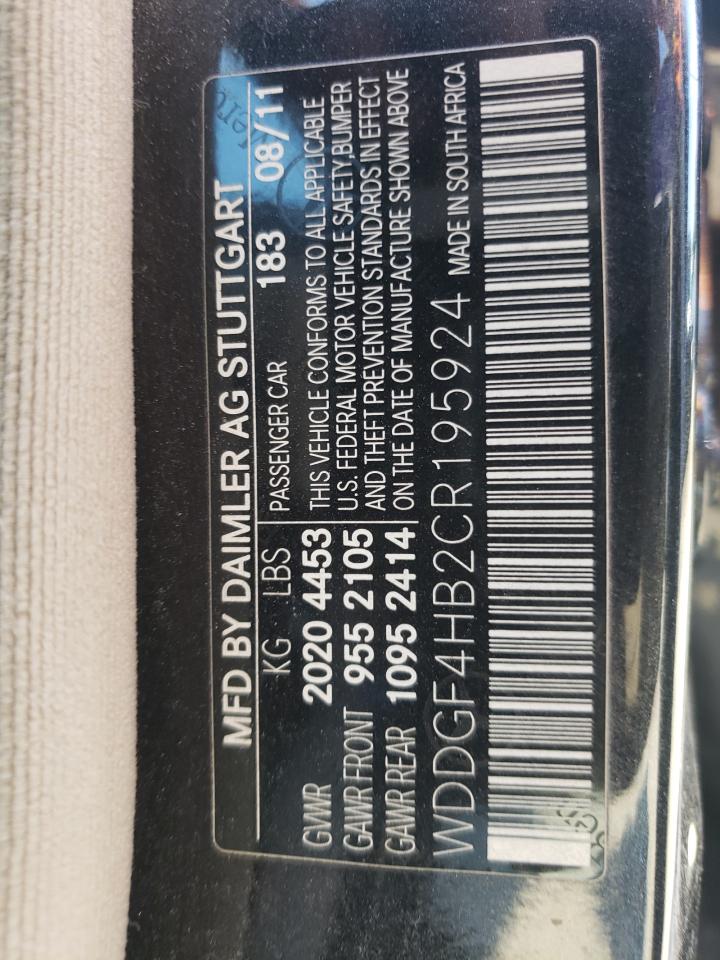 MFD BY DAIMLER AG STUTTGART
KG LBS PASSENGER CAR 183 08/11
GVWR 2020 4453 THIS VEHICLE CONFORMS TO ALL APPLICABLE
GAWR FRONT 955 2105 U.S. FEDERAL MOTOR VEHICLE SAFETY,BUMPER
GAWR REAR 1095 2414 AND THEFT PREVENTION STANDARDS IN EFFECT
ON THE DATE OF MANUFACTURE SHOWN ABOVE
WDDGF4HB2CR195924 MADE IN SOUTH AFRICA